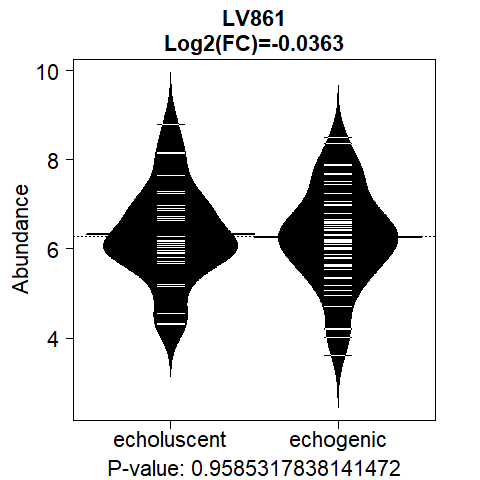 LV861
Log2(FC)=-0.0363
Abundance
10
8
6
4
echoluscent echogenic
P-value: 0.9585317838141472